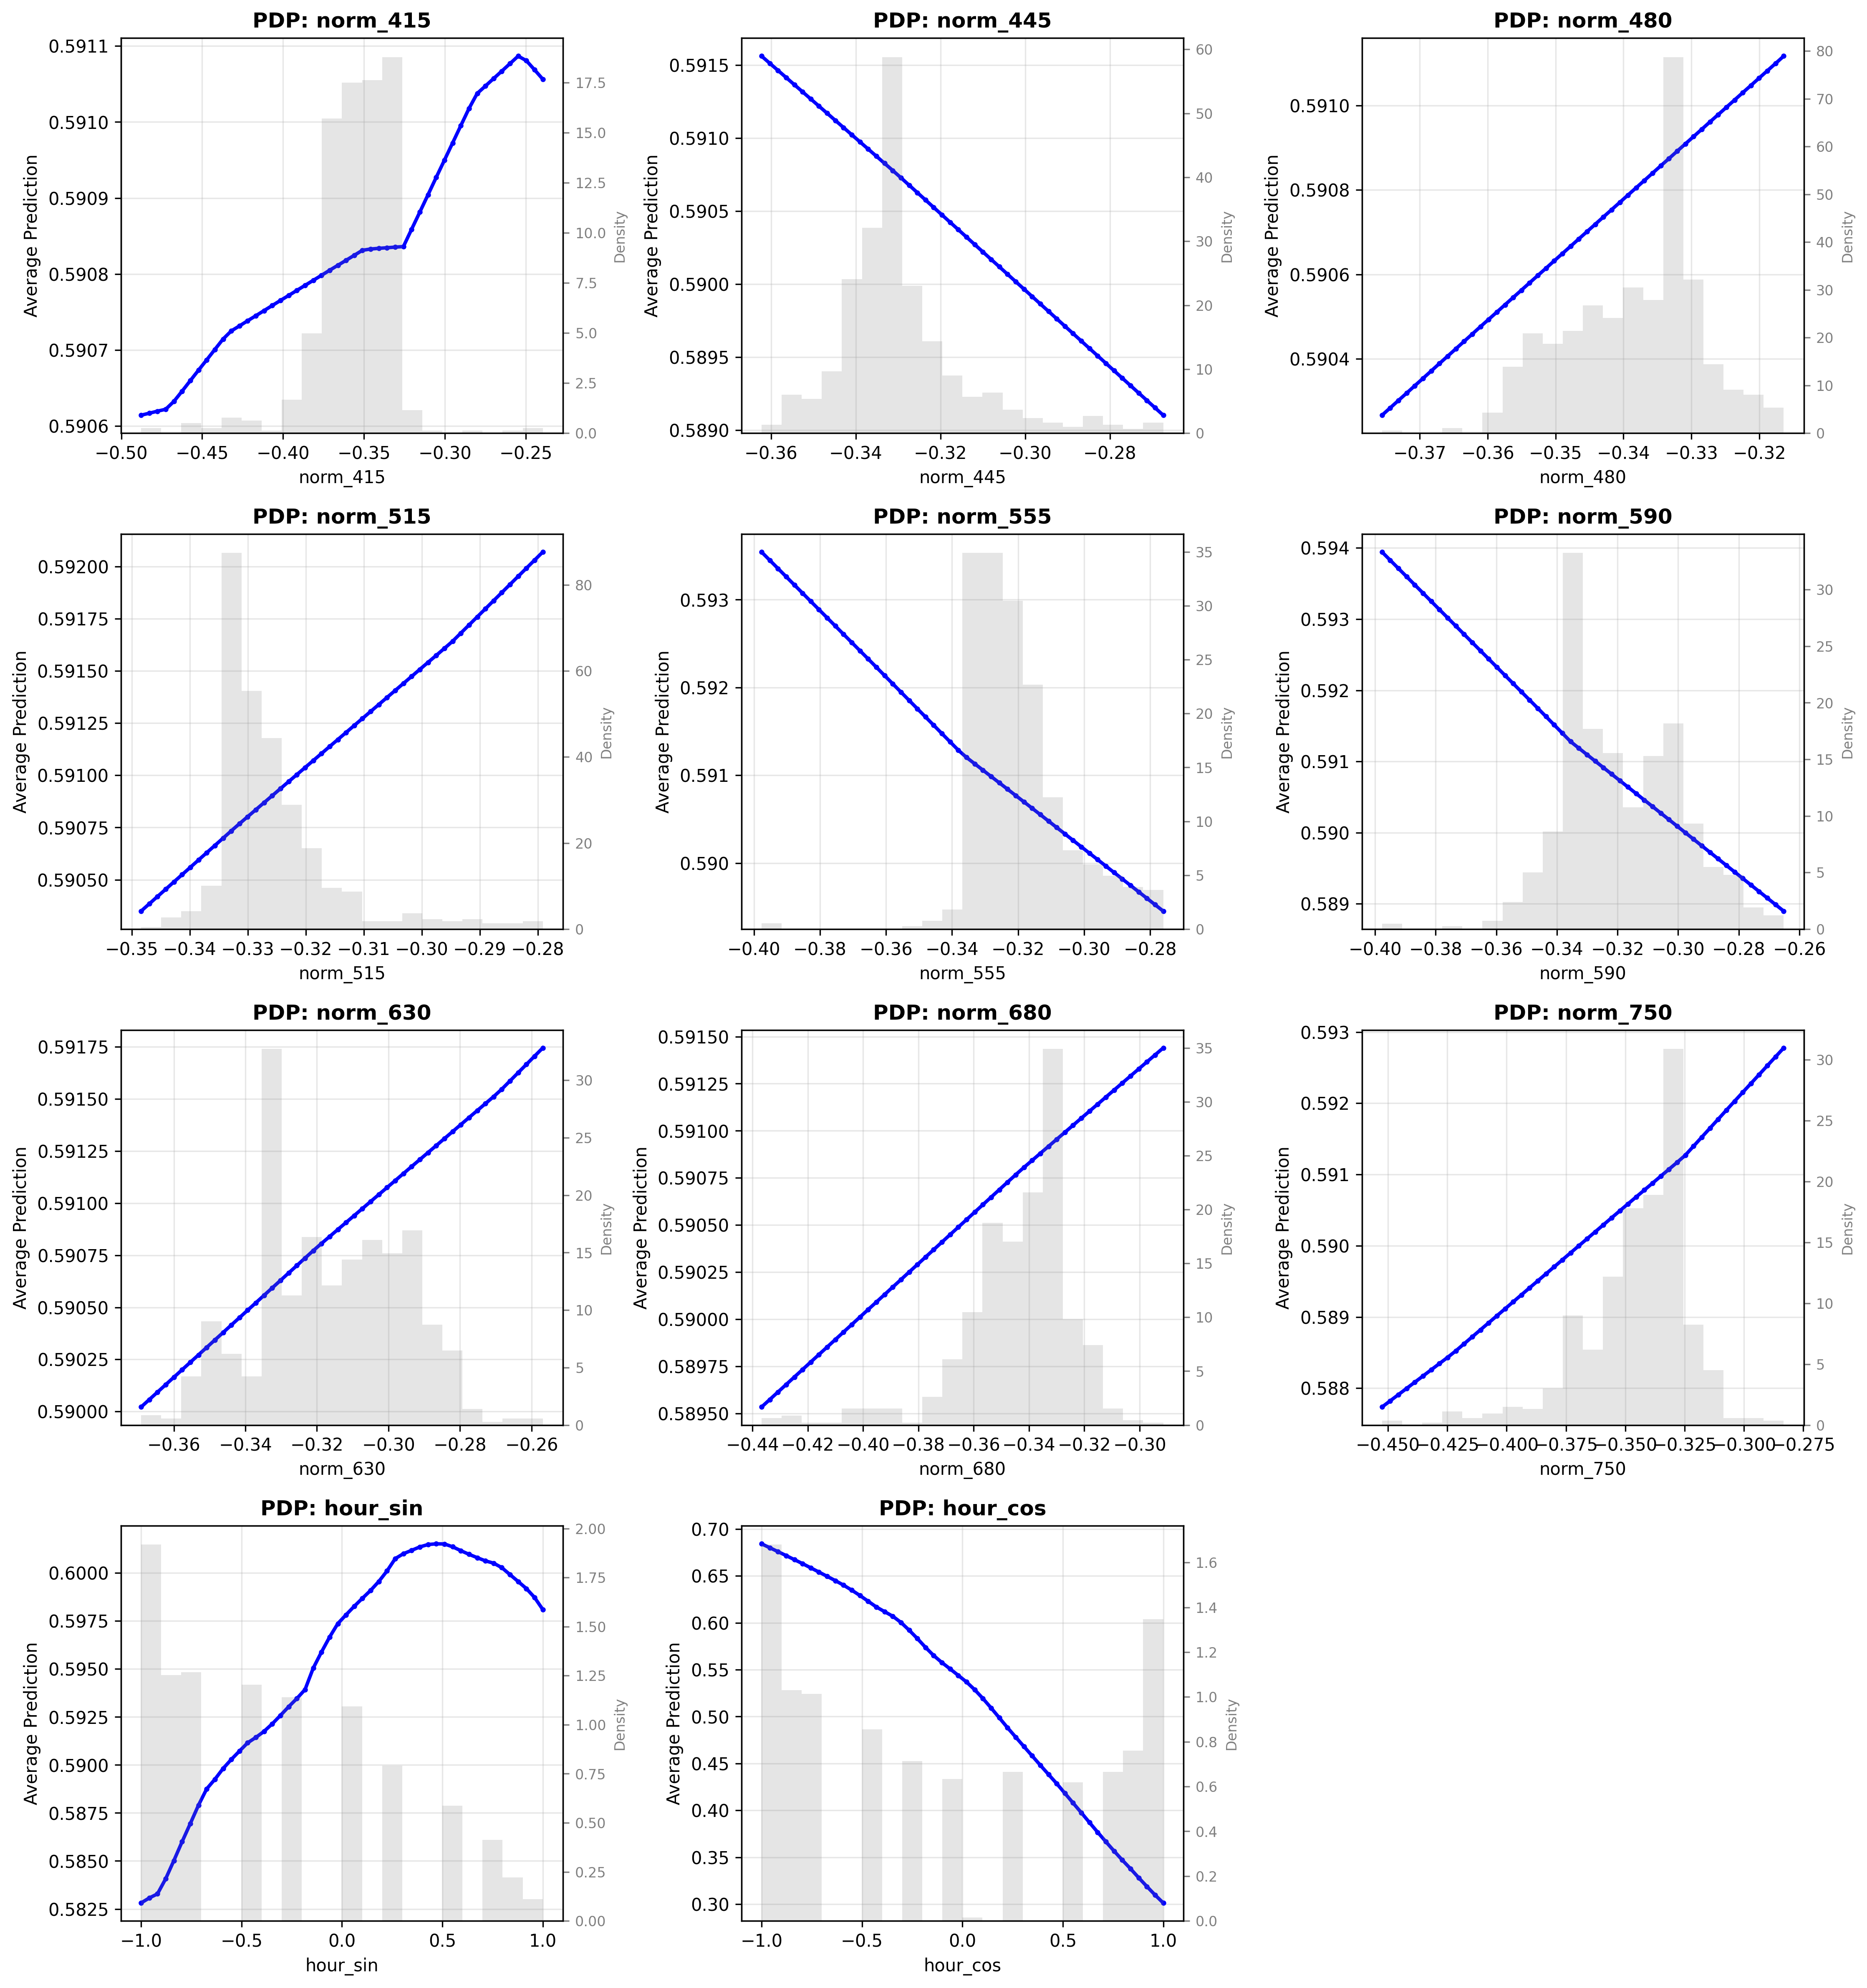 PDP: norm_415
0.5911
0.5910
0.5909
0.5908
0.5907
0.5906
Average Prediction
17.5
15.0
12.5
10.0
7.5
5.0
2.5
0.0
Density
−0.50 −0.45 −0.40 −0.35 −0.30 −0.25
norm_415
PDP: norm_445
0.5915
0.5910
0.5905
0.5900
0.5895
0.5890
Average Prediction
60
50
40
30
20
10
0
Density
−0.36 −0.34 −0.32 −0.30 −0.28
norm_445
PDP: norm_480
0.5910
0.5908
0.5906
0.5904
Average Prediction
80
70
60
50
40
30
20
10
0
Density
−0.37 −0.36 −0.35 −0.34 −0.33 −0.32
norm_480
PDP: norm_515
0.59200
0.59175
0.59150
0.59125
0.59100
0.59075
0.59050
Average Prediction
80
60
40
20
0
Density
−0.35 −0.34 −0.33 −0.32 −0.31 −0.30 −0.29 −0.28
norm_515
PDP: norm_555
0.593
0.592
0.591
0.590
Average Prediction
35
30
25
20
15
10
5
0
Density
−0.40 −0.38 −0.36 −0.34 −0.32 −0.30 −0.28
norm_555
PDP: norm_590
0.594
0.593
0.592
0.591
0.590
0.589
Average Prediction
30
25
20
15
10
5
0
Density
−0.40 −0.38 −0.36 −0.34 −0.32 −0.30 −0.28 −0.26
norm_590
PDP: norm_630
0.59175
0.59150
0.59125
0.59100
0.59075
0.59050
0.59025
0.59000
Average Prediction
30
25
20
15
10
5
0
Density
−0.36 −0.34 −0.32 −0.30 −0.28 −0.26
norm_630
PDP: norm_680
0.59150
0.59125
0.59100
0.59075
0.59050
0.59025
0.59000
0.58975
0.58950
Average Prediction
35
30
25
20
15
10
5
0
Density
−0.44 −0.42 −0.40 −0.38 −0.36 −0.34 −0.32 −0.30
norm_680
PDP: norm_750
0.593
0.592
0.591
0.590
0.589
0.588
Average Prediction
30
25
20
15
10
5
0
Density
−0.450 −0.425 −0.400 −0.375 −0.350 −0.325 −0.300 −0.275
norm_750
PDP: hour_sin
0.6000
0.5975
0.5950
0.5925
0.5900
0.5875
0.5850
0.5825
Average Prediction
2.00
1.75
1.50
1.25
1.00
0.75
0.50
0.25
0.00
Density
−1.0 −0.5 0.0 0.5 1.0
hour_sin
PDP: hour_cos
0.70
0.65
0.60
0.55
0.50
0.45
0.40
0.35
0.30
Average Prediction
1.6
1.4
1.2
1.0
0.8
0.6
0.4
0.2
0.0
Density
−1.0 −0.5 0.0 0.5 1.0
hour_cos